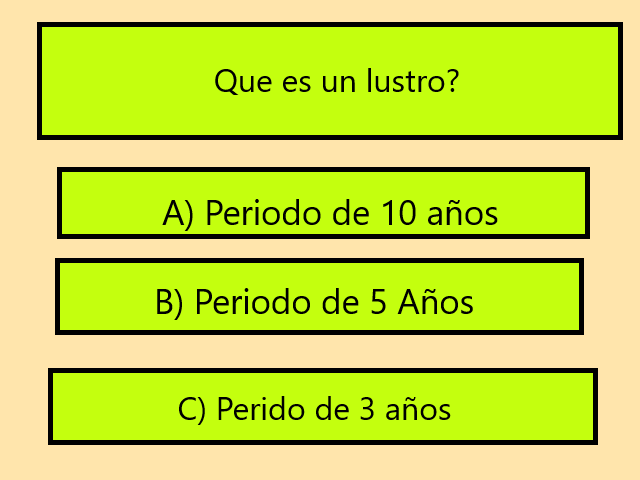 Que es un lustro?
A) Periodo de 10 años
B) Periodo de 5 Años
C) Perido de 3 años